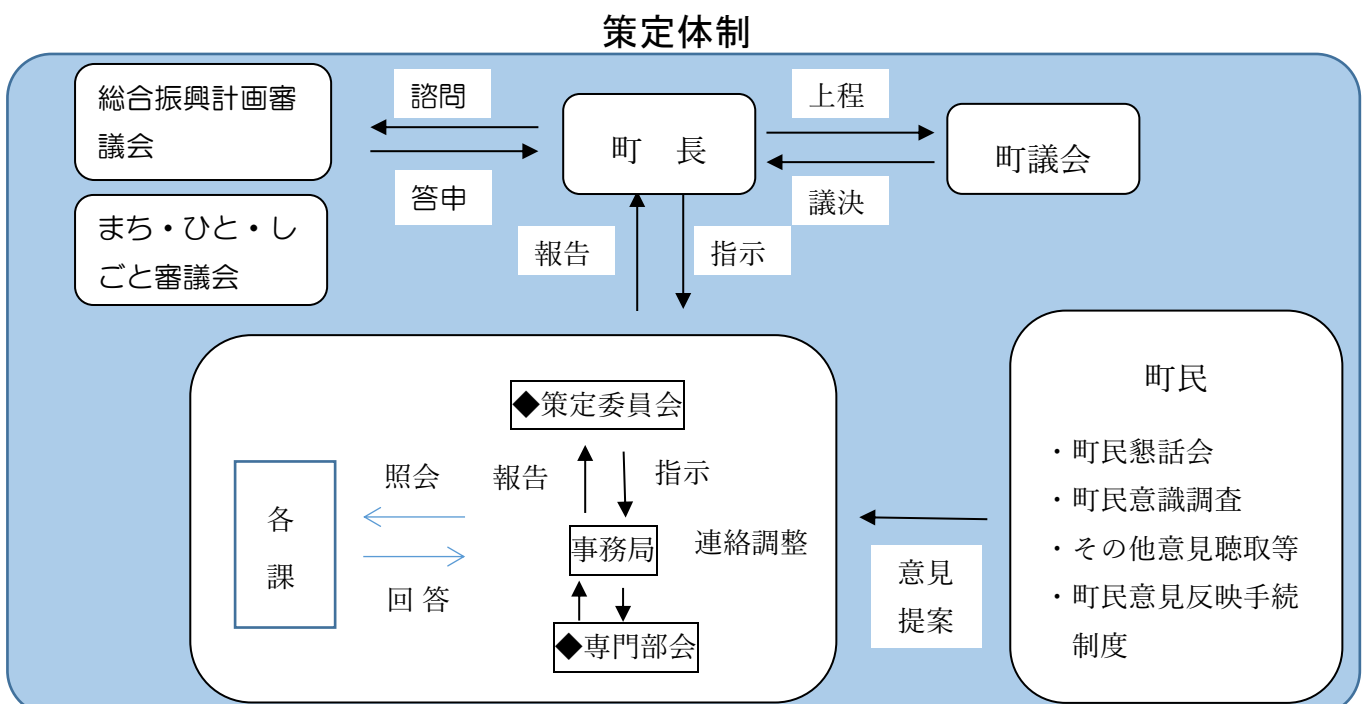 策定体制
総合振興計画審
議会
諮問
答申
まち・ひと・し
ごと審議会
町　長
上程
議決
町議会
報告
指示
◆策定委員会
報告
指示
照会
回 答
各
課
事務局
連絡調整
◆専門部会
意見
提案
町民
・町民懇話会
・町民意識調査
・その他意見聴取等
・町民意見反映手続
制度